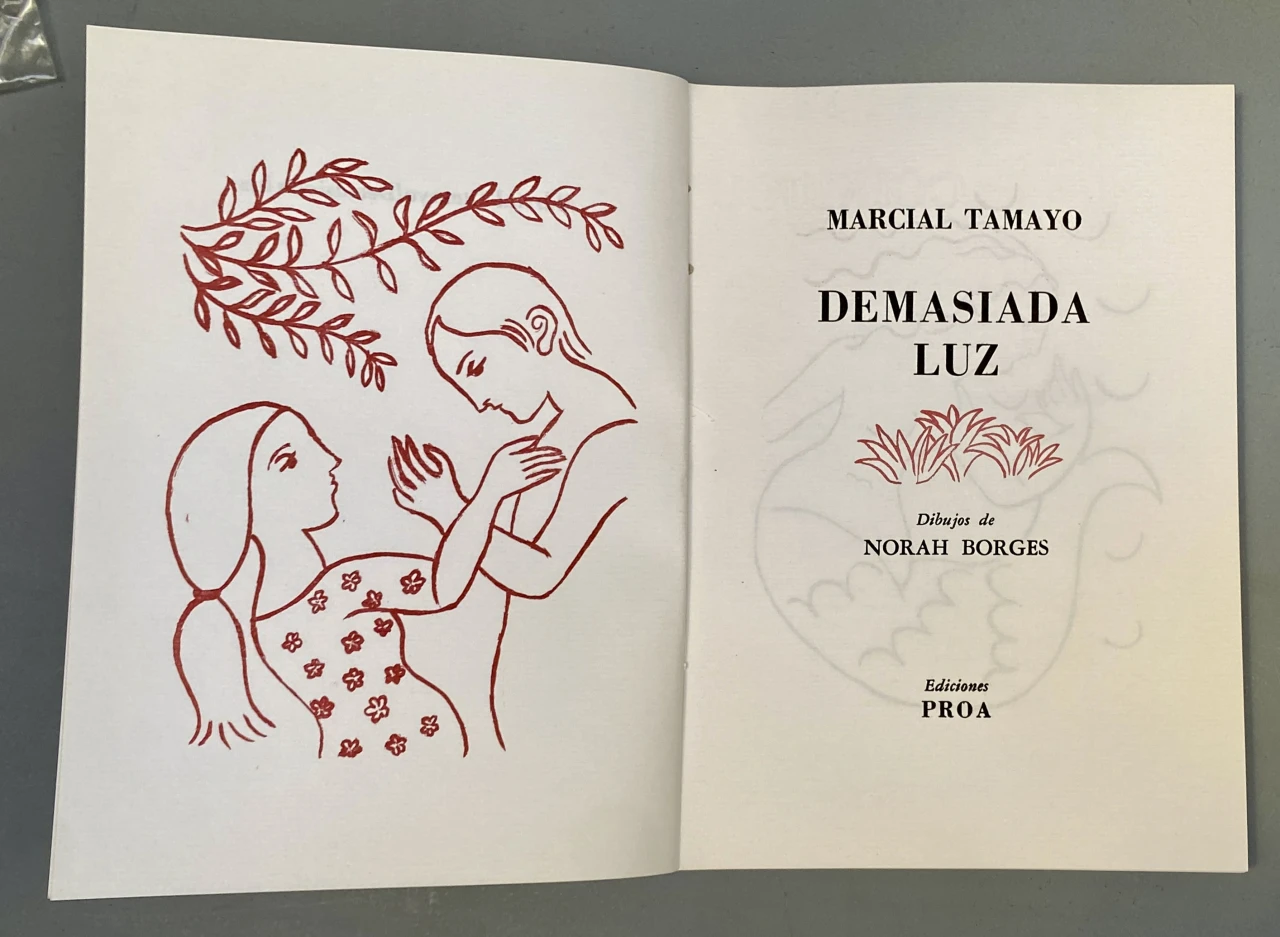 MARCIAL TAMAYO
DEMASIADA
LUZ
Dibujos de
NORAH BORGES
Ediciones
PROA